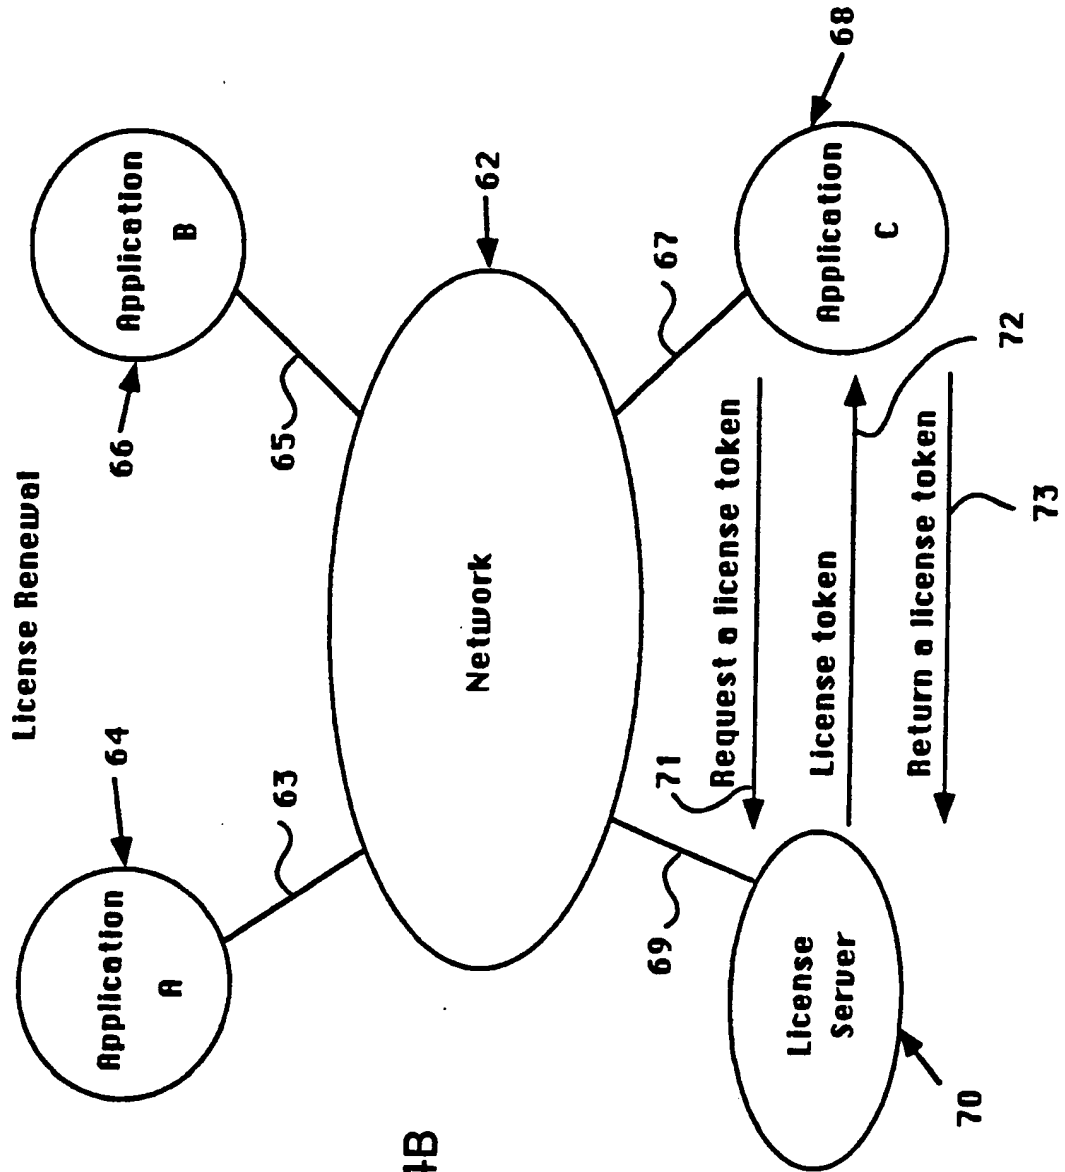 License Renewal
64
Application
A
63
66
Application
B
65
62
Network
69
71
67
Request a license token
License token
Return a license token
72
73
License
Server
70
Application
C
68
4B